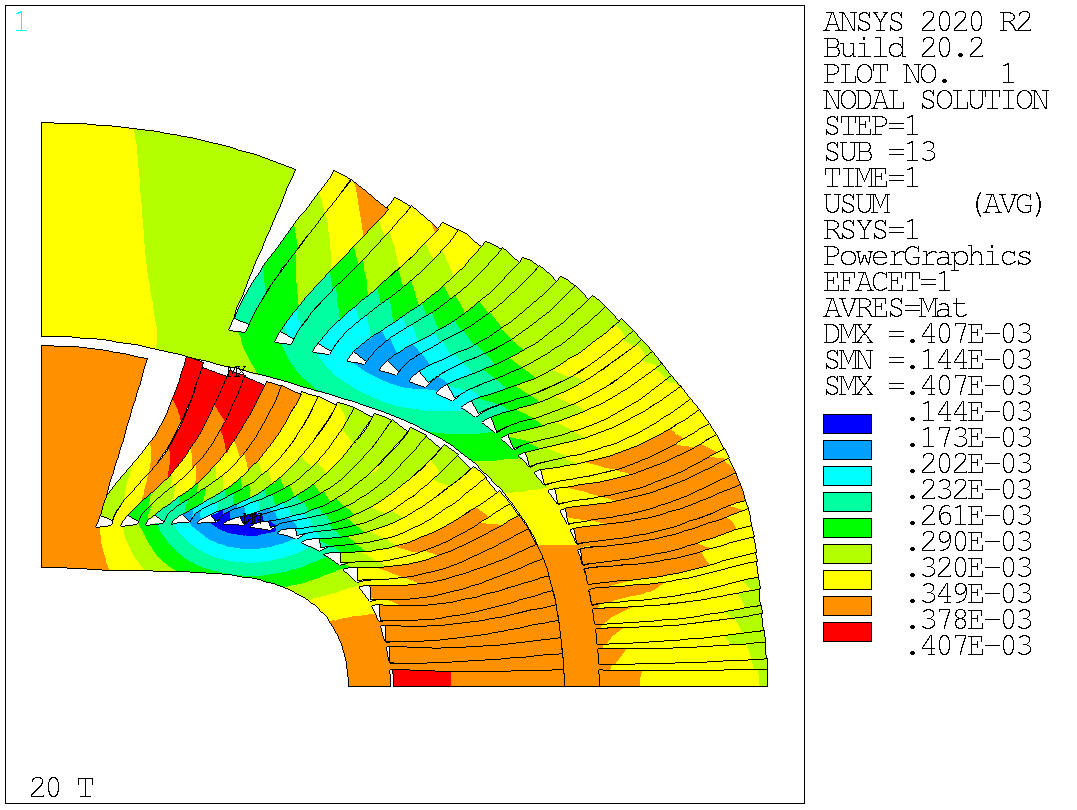 1
ANSYS 2020 R2
Build 20.2
PLOT NO.   1
NODAL SOLUTION
STEP=1
SUB =13
TIME=1
USUM     (AVG)
RSYS=1
PowerGraphics
EFACET=1
AVRES=Mat
DMX =.407E-03
SMN =.144E-03
SMX =.407E-03
.144E-03
.173E-03
.202E-03
.232E-03
.261E-03
.290E-03
.320E-03
.349E-03
.378E-03
.407E-03
MX
20 T